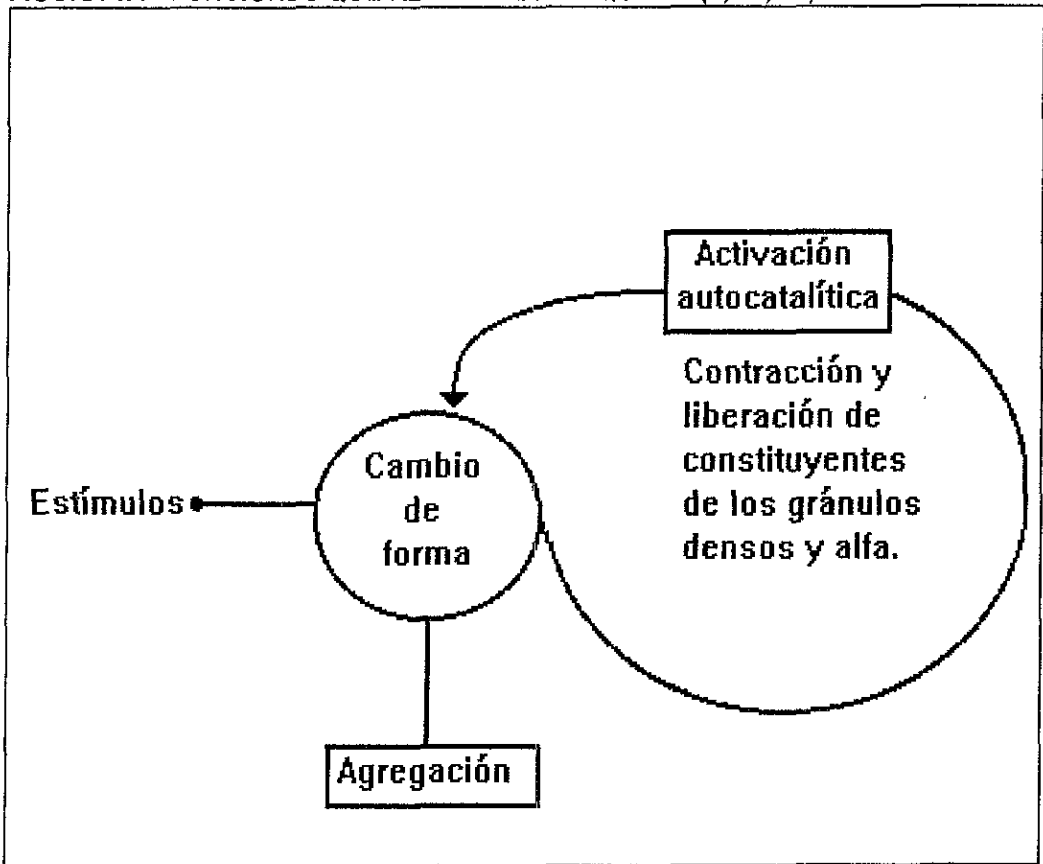 Activación
autocatalítica
Contracción y
liberación de
constituyentes
de los gránulos
densos y alfa.
Cambio
de
forma
Estímulos
Agregación